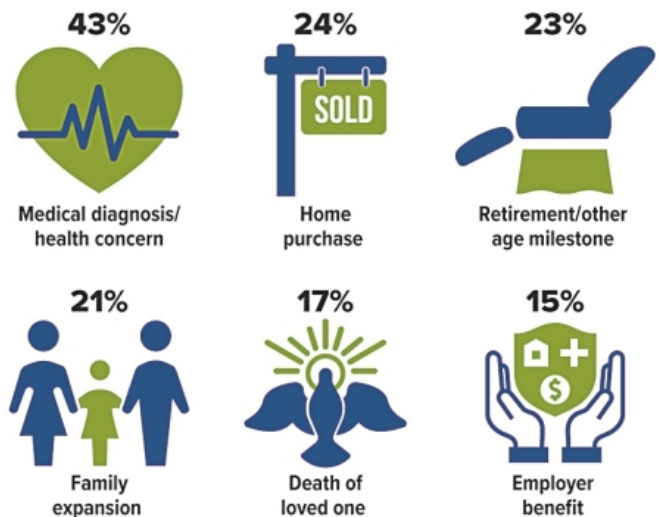 43%
24%
23%
SOLD
Medical diagnosis/
health concern
Home
purchase
Retirement/other
age milestone
21%
17%
15%
$
Family
expansion
Death of
loved one
Employer
benefit